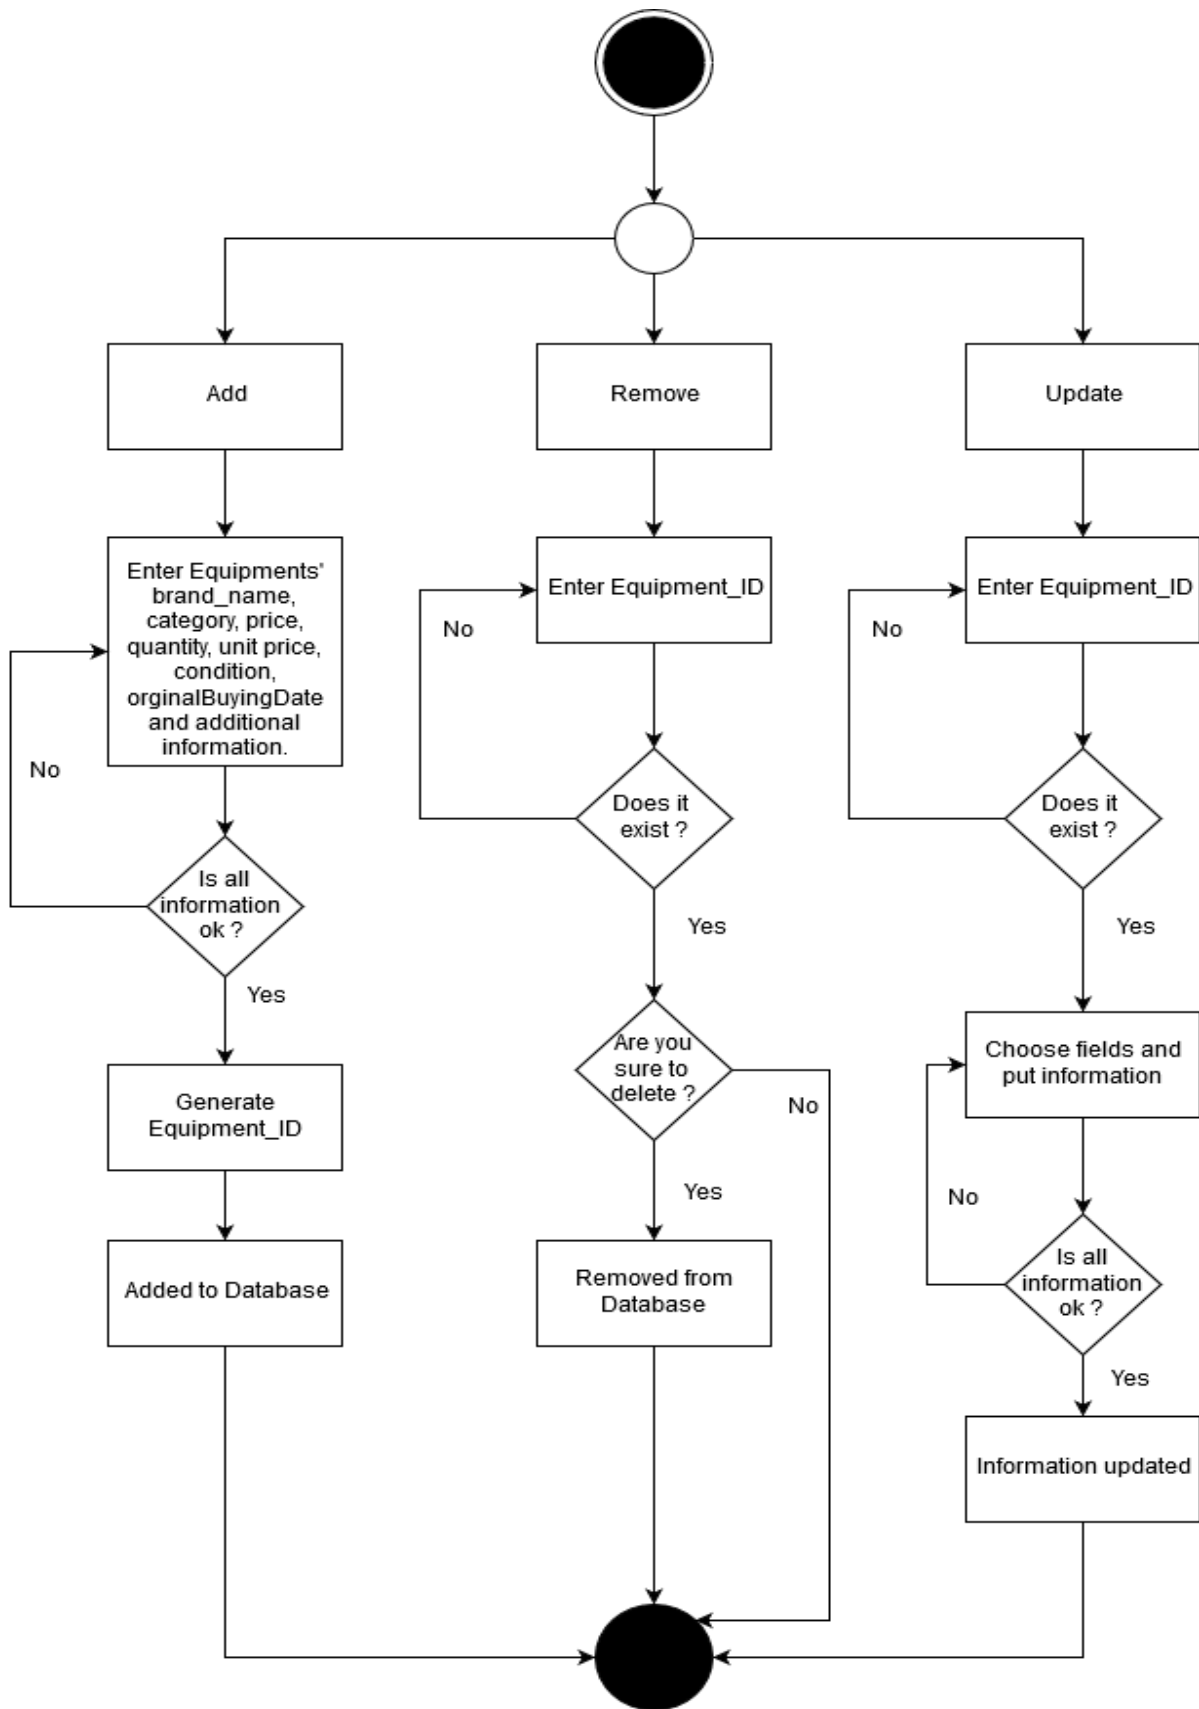 Add
Remove
Update
Enter Equipments'
brand_name,
category, price,
quantity, unit price,
condition,
orginalBuyingDate
and additional
information.
No
Is all
information
ok ?
Yes
Generate
Equipment_ID
Added to Database
Enter Equipment_ID
No
Does it
exist ?
Yes
Are you
sure to
delete ?
No
Yes
Removed from
Database
Enter Equipment_ID
No
Does it
exist ?
Yes
Choose fields and
put information
No
Is all
information
ok ?
Yes
Information updated